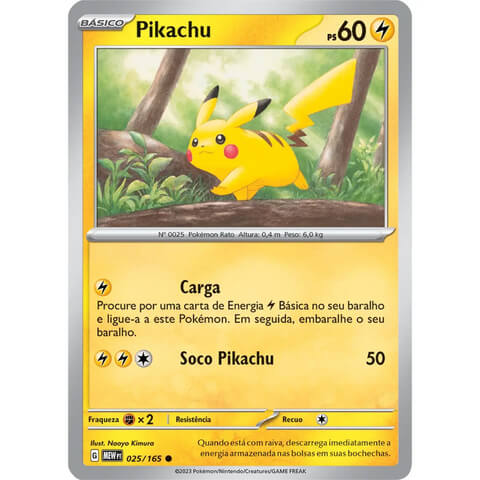 BÁSICO Pikachu PS 60
Nº 0025 Pokémon Rato Altura: 0,4 m Peso: 6,0 kg
Carga
Procure por uma carta de Energia Básica no seu baralho
e ligue-a a este Pokémon. Em seguida, embaralhe o seu
baralho.
Soco Pikachu 50
Fraqueza ×2 Resistência Recuo
Ilust. Naoyo Kimura
G MEW PT 025/165
Quando está com raiva, descarrega imediatamente a
energia armazenada nas bolsas em suas bochechas.
©2023 Pokémon/Nintendo/Creatures/GAME FREAK